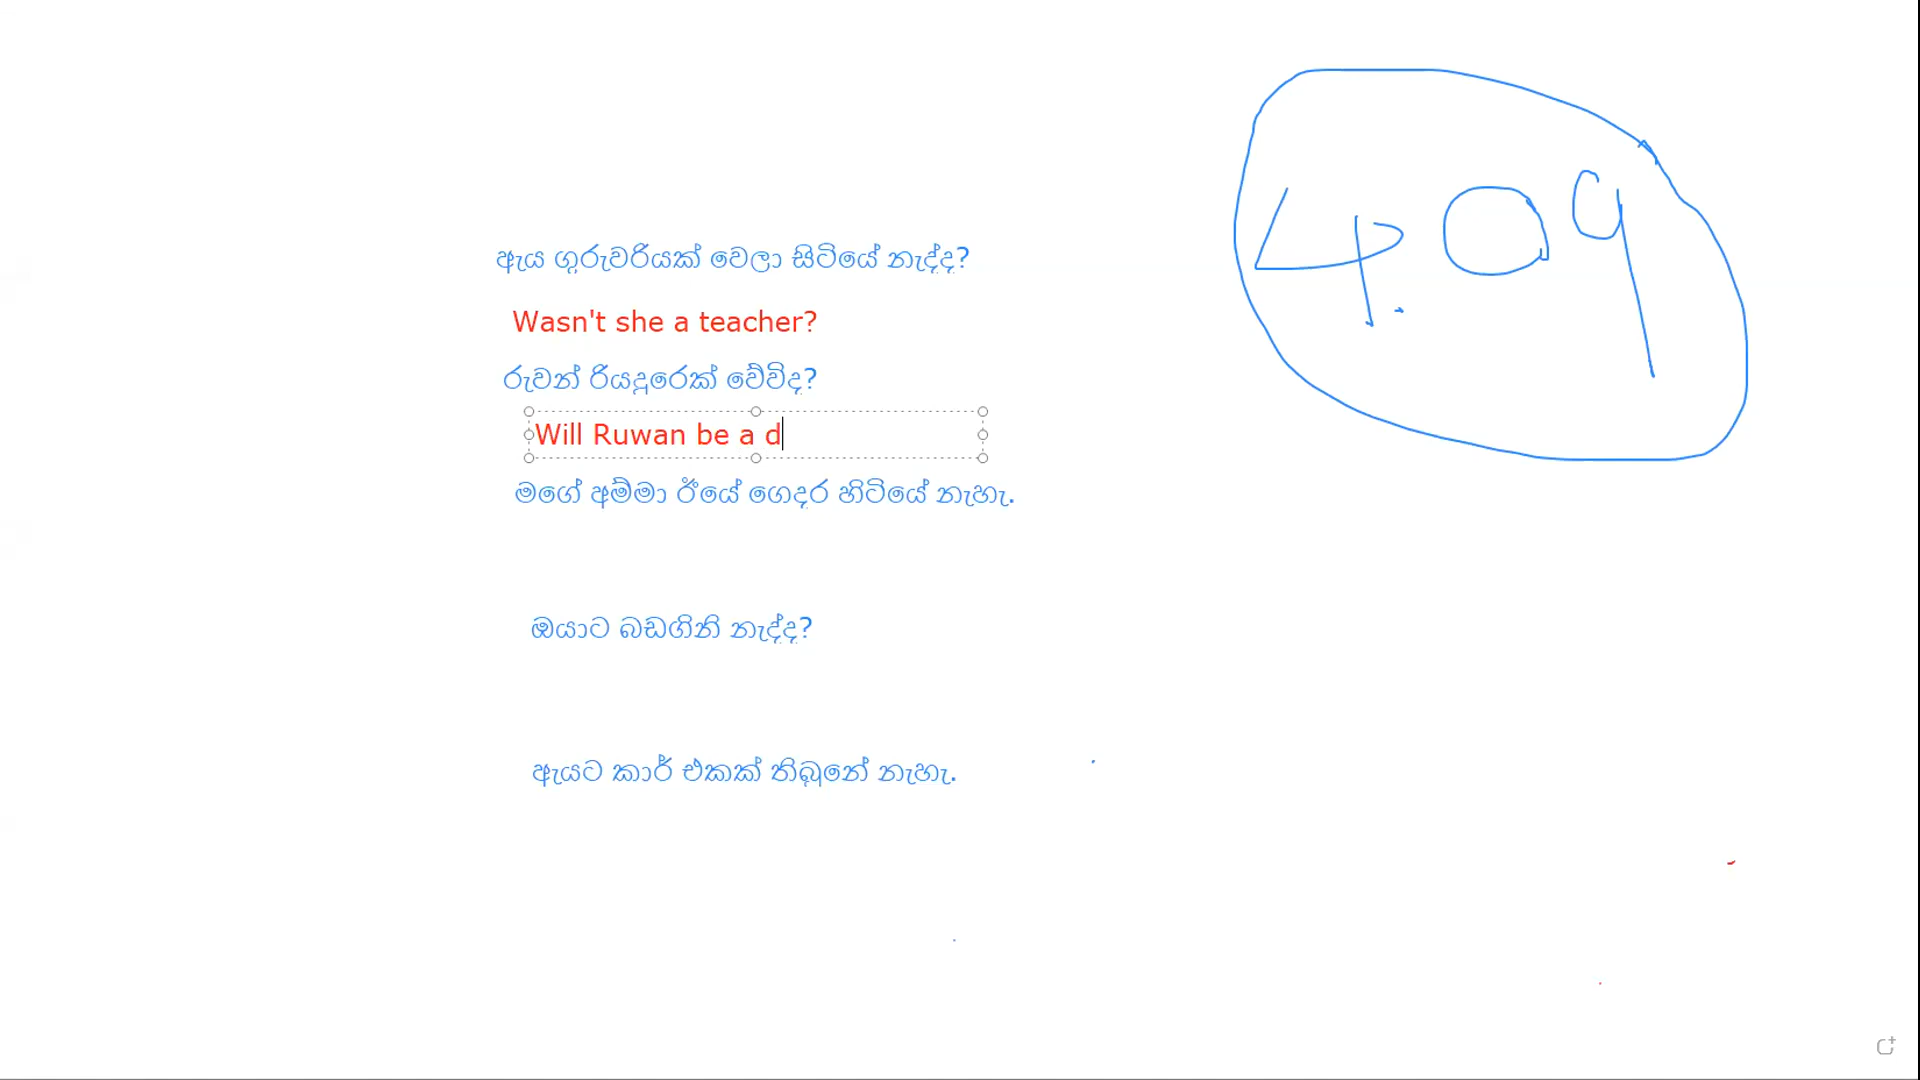 4.09
ඇය ගුරුවරියක් වෙලා සිටියේ නැද්ද?
Wasn't she a teacher?
රුවන් රියදූරෙක් වේවිද?
Will Ruwan be a d
මගේ අම්මා ඊයේ ගෙදර හිටියේ නැහැ.
ඔයාට බඩගිනි නැද්ද?
ඇයට කාර් එකක් තිබුනේ නැහැ.